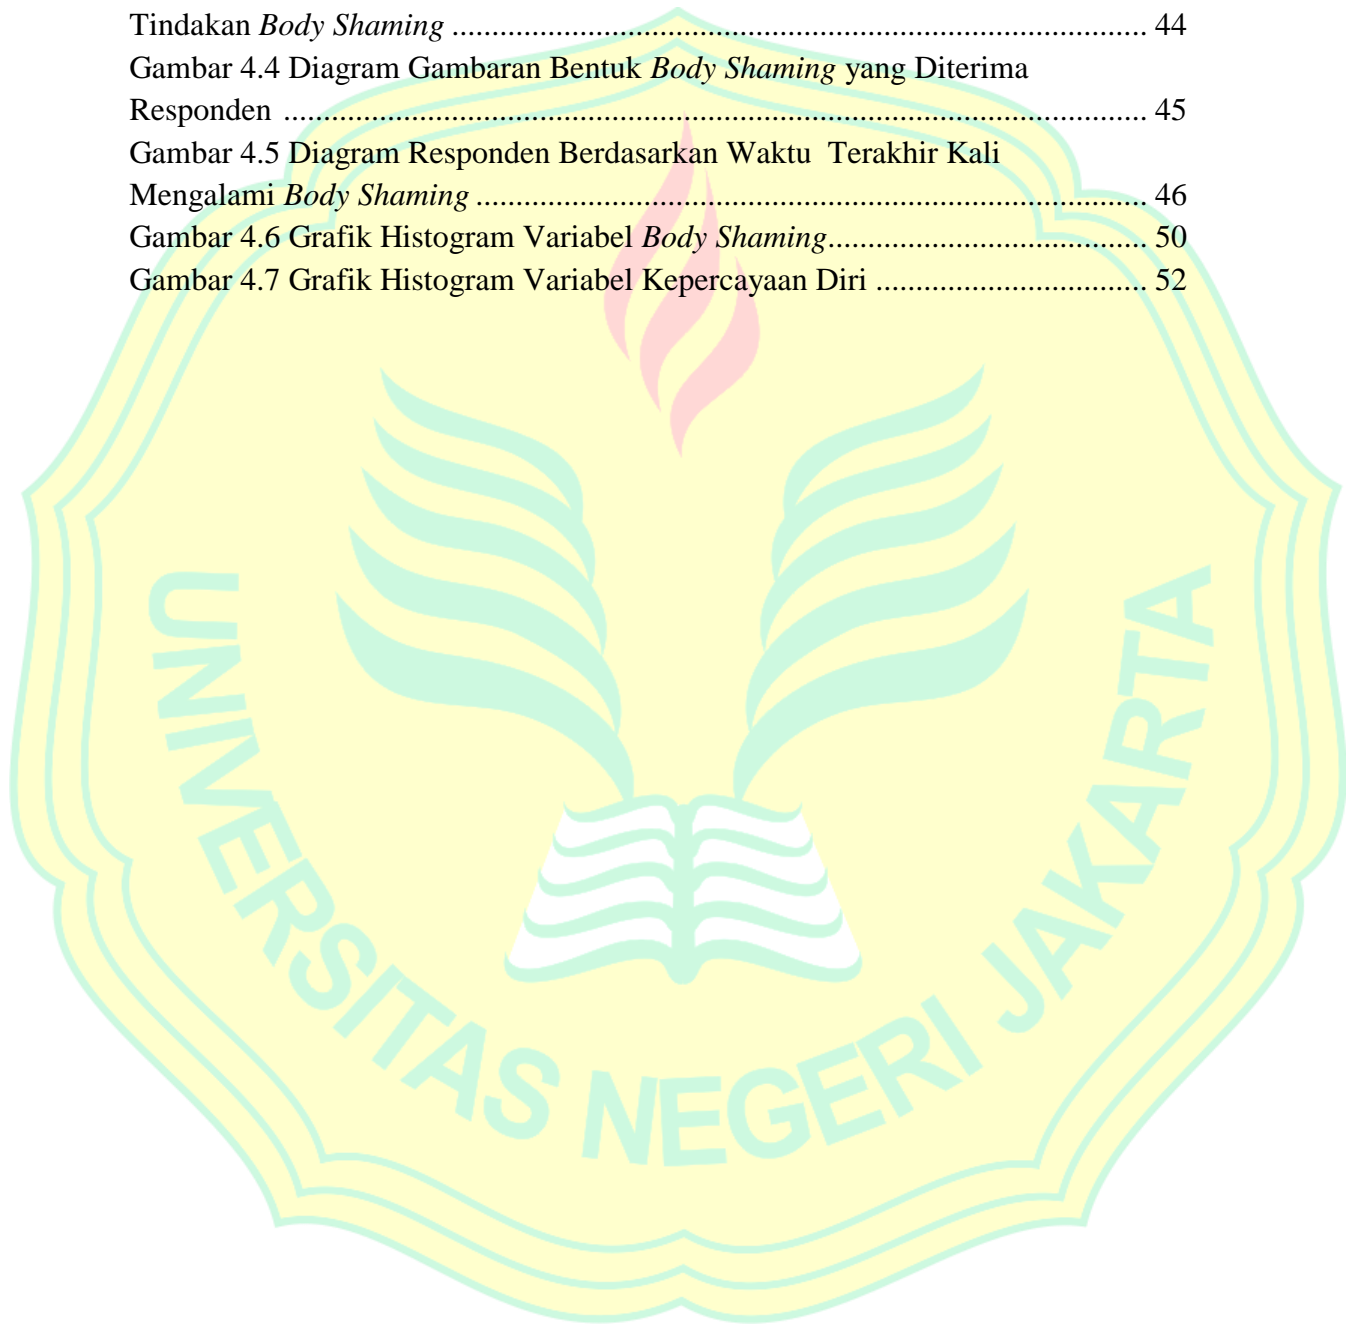 Tindakan Body Shaming ....................................................................................... 44
Gambar 4.4 Diagram Gambaran Bentuk Body Shaming yang Diterima
Responden ............................................................................................................ 45
Gambar 4.5 Diagram Responden Berdasarkan Waktu  Terakhir Kali
Mengalami Body Shaming .................................................................................... 46
Gambar 4.6 Grafik Histogram Variabel Body Shaming........................................ 50
Gambar 4.7 Grafik Histogram Variabel Kepercayaan Diri .................................. 52
UNIVERSITAS NEGERI JAKARTA